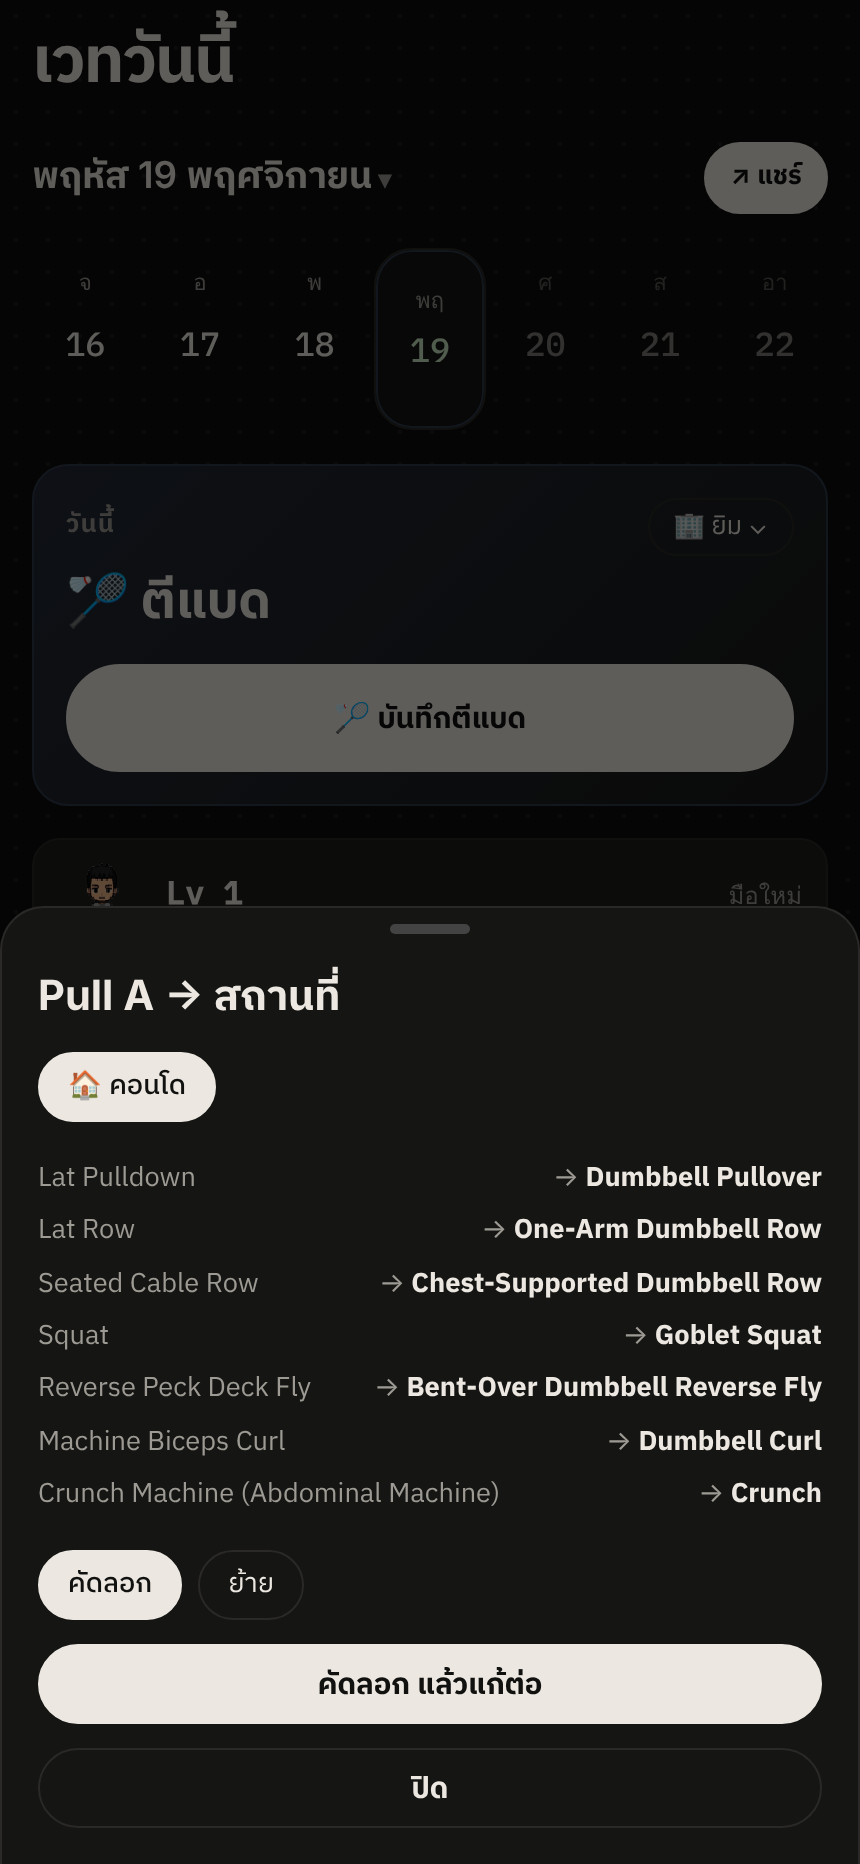 เวทวันนี้
พฤหัส 19 พฤศจิกายน ▾
↗ แชร์
จ อ พ พฤ ศ ส อา
16 17 18 19 20 21 22
วันนี้
🏢 ยิม
🏸 ตีแบด
🏸 บันทึกตีแบด
Lv 1
มือใหม่
Pull A → สถานที่
🏠 คอนโด
Lat Pulldown → Dumbbell Pullover
Lat Row → One-Arm Dumbbell Row
Seated Cable Row → Chest-Supported Dumbbell Row
Squat → Goblet Squat
Reverse Peck Deck Fly → Bent-Over Dumbbell Reverse Fly
Machine Biceps Curl → Dumbbell Curl
Crunch Machine (Abdominal Machine) → Crunch
คัดลอก ย้าย
คัดลอก แล้วแก้ต่อ
ปิด